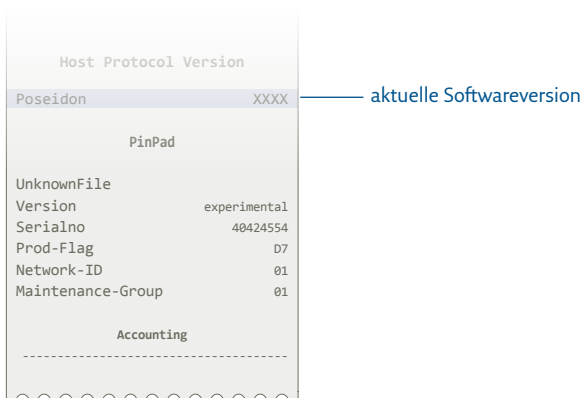 Host Protocol Version
Poseidon XXXX aktuelle Softwareversion
PinPad
UnknownFile
Version experimental
Serialno 40424554
Prod-Flag D7
Network-ID 01
Maintenance-Group 01
Accounting
--------------------------------------